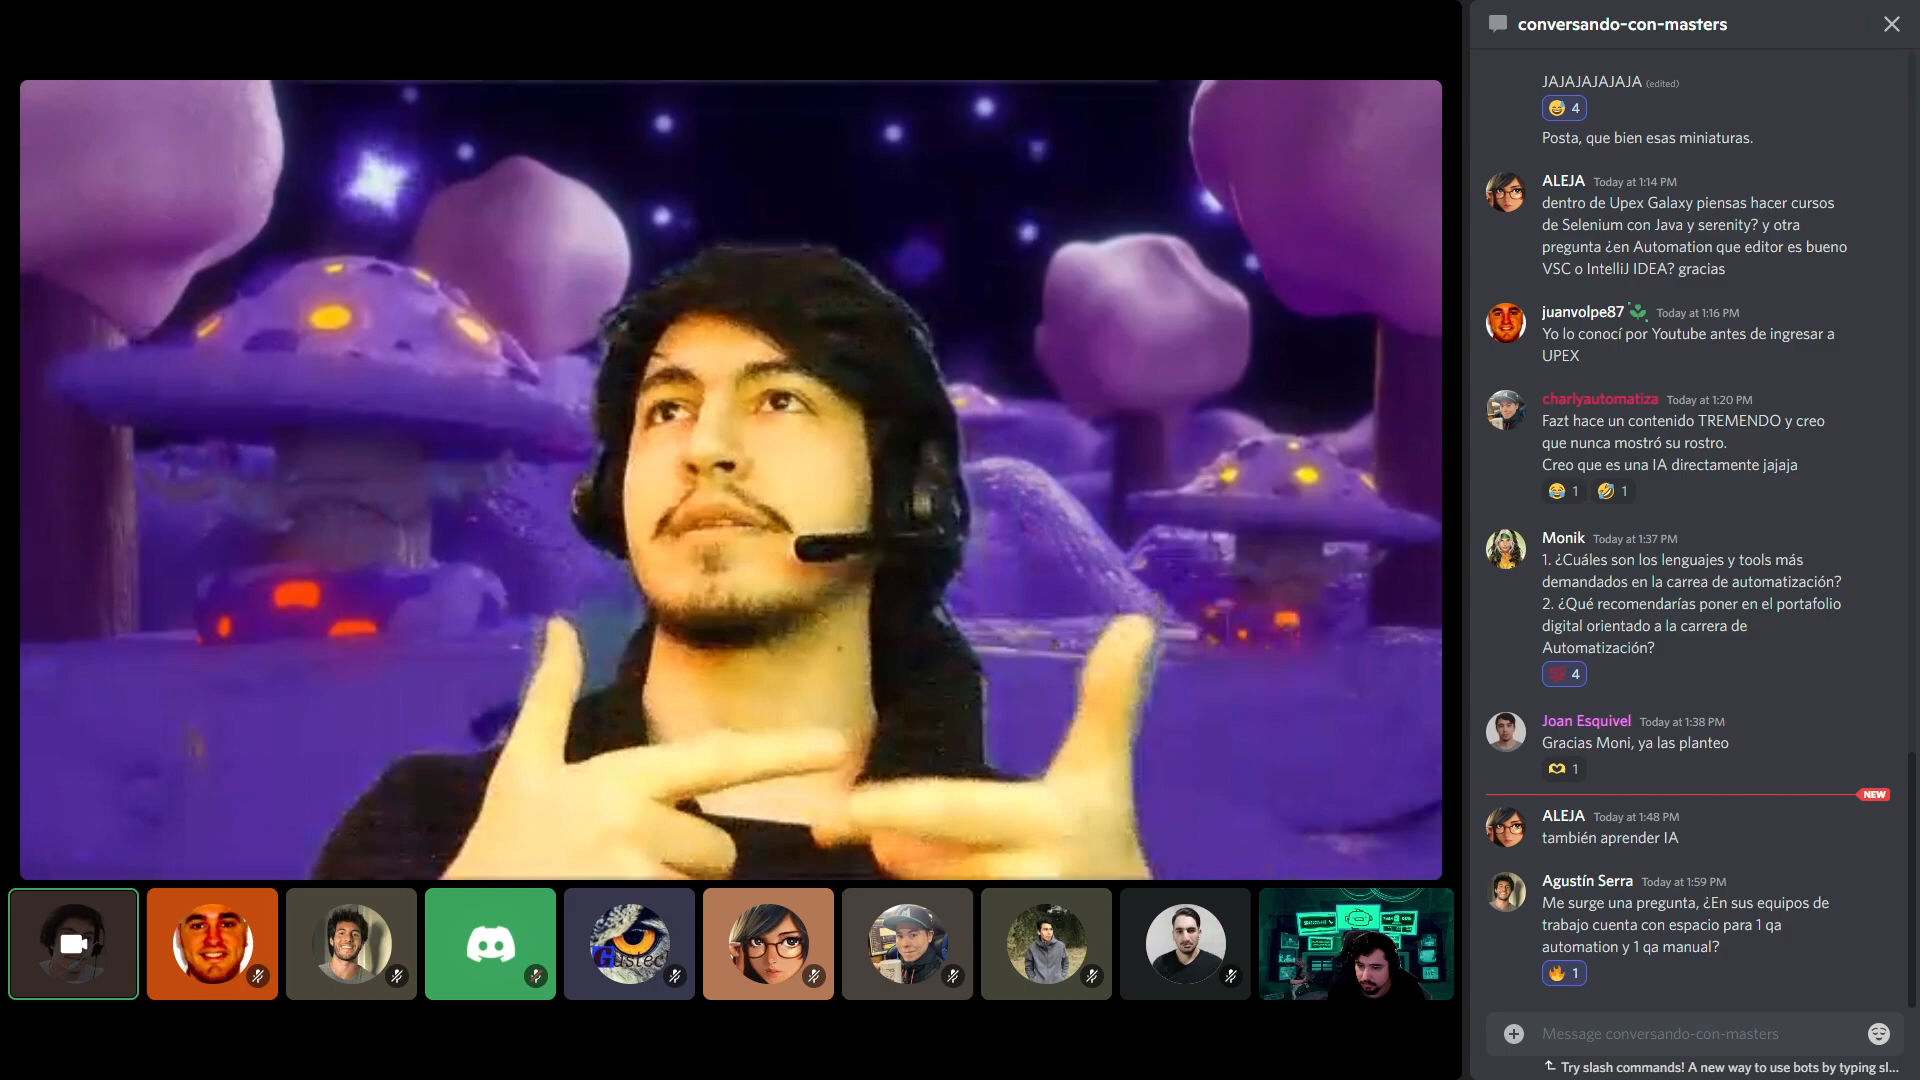 conversando-con-masters
JAJAJAJAJAJA (edited)
4
Posta, que bien esas miniaturas.
ALEJA Today at 1:14 PM
dentro de Upex Galaxy piensas hacer cursos
de Selenium con Java y serenity? y otra
pregunta ¿en Automation que editor es bueno
VSC o IntelliJ IDEA? gracias
juanvolpe87 Today at 1:16 PM
Yo lo conocí por Youtube antes de ingresar a
UPEX
charlyautomatiza Today at 1:20 PM
Fazt hace un contenido TREMENDO y creo
que nunca mostró su rostro.
Creo que es una IA directamente jajaja
1 1
Monik Today at 1:37 PM
1. ¿Cuáles son los lenguajes y tools más
demandados en la carrea de automatización?
2. ¿Qué recomendarías poner en el portafolio
digital orientado a la carrera de
Automatización?
4
Joan Esquivel Today at 1:38 PM
Gracias Moni, ya las planteo
1
NEW
ALEJA Today at 1:48 PM
también aprender IA
Agustín Serra Today at 1:59 PM
Me surge una pregunta, ¿En sus equipos de
trabajo cuenta con espacio para 1 qa
automation y 1 qa manual?
1
Message conversando-con-masters
Try slash commands! A new way to use bots by typing sl...